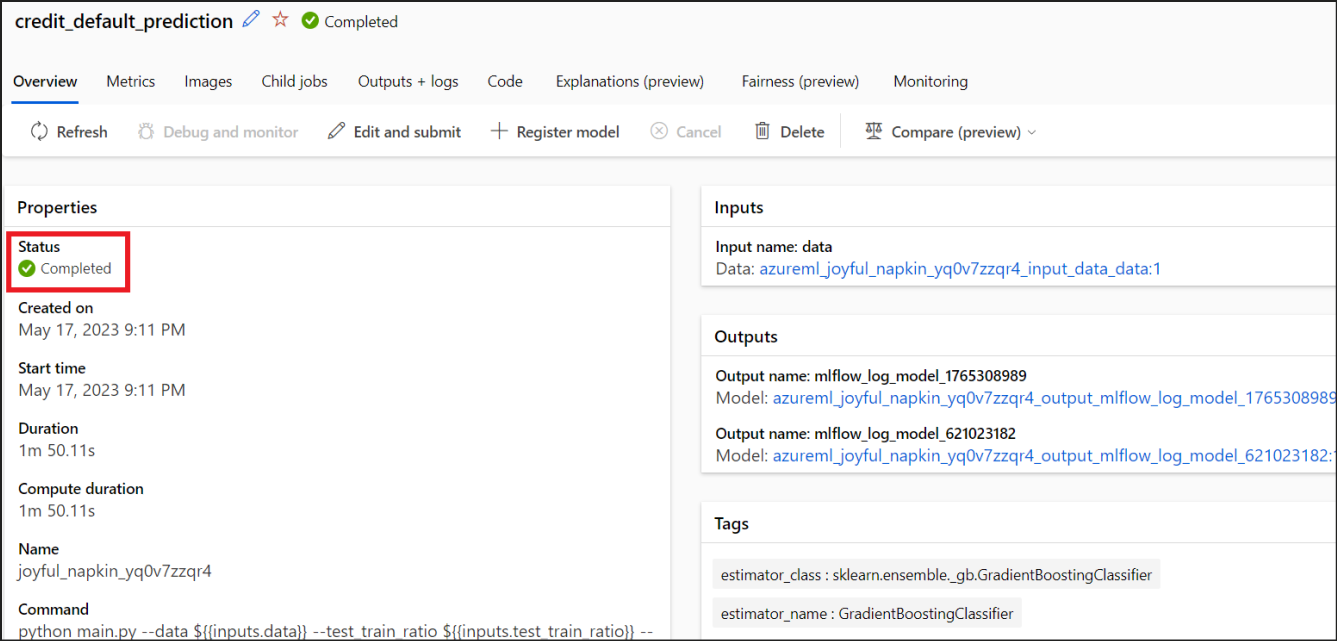 credit_default_prediction Completed
Overview Metrics Images Child jobs Outputs + logs Code Explanations (preview) Fairness (preview) Monitoring
Refresh Debug and monitor Edit and submit Register model Cancel Delete Compare (preview)
Properties
Status
Completed
Created on
May 17, 2023 9:11 PM
Start time
May 17, 2023 9:11 PM
Duration
1m 50.11s
Compute duration
1m 50.11s
Name
joyful_napkin_yq0v7zzqr4
Command
python main.py --data ${{inputs.data}} --test_train_ratio ${{inputs.test_train_ratio}} --
Inputs
Input name: data
Data: azureml_joyful_napkin_yq0v7zzqr4_input_data_data:1
Outputs
Output name: mlflow_log_model_1765308989
Model: azureml_joyful_napkin_yq0v7zzqr4_output_mlflow_log_model_1765308989
Output name: mlflow_log_model_621023182
Model: azureml_joyful_napkin_yq0v7zzqr4_output_mlflow_log_model_621023182:1
Tags
estimator_class : sklearn.ensemble._gb.GradientBoostingClassifier
estimator_name : GradientBoostingClassifier